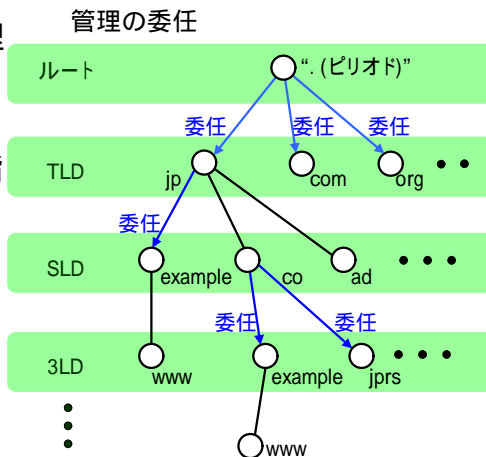 管理の委任
ルート
“. (ピリオド)”
委任 委任 委任
TLD
jp com org
委任
SLD
example co ad
委任 委任
3LD
www example jprs
www